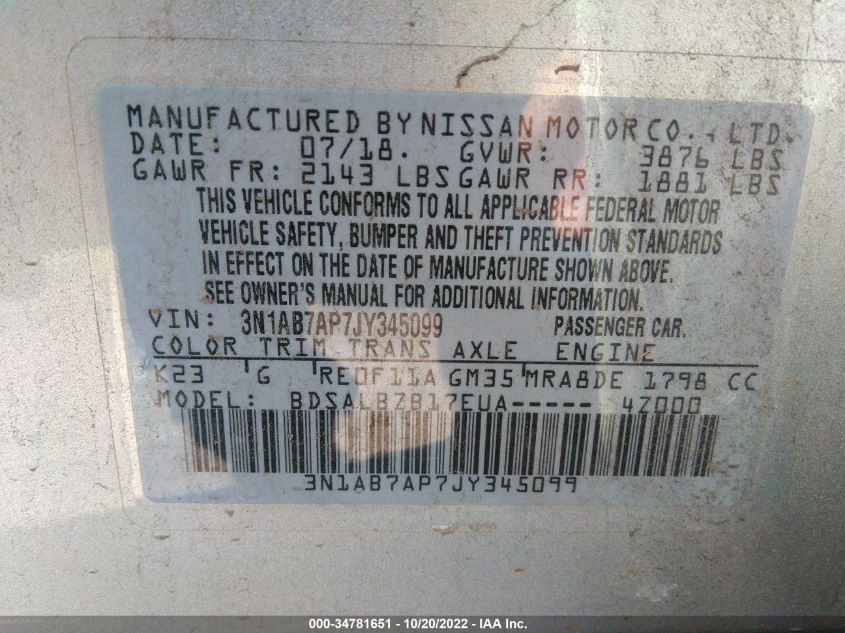 MANUFACTURED BY NISSAN MOTOR CO., LTD.
DATE: 07/18. GVWR: 3876 LBS
GAWR FR: 2143 LBS GAWR RR: 1881 LBS
THIS VEHICLE CONFORMS TO ALL APPLICABLE FEDERAL MOTOR
VEHICLE SAFETY, BUMPER AND THEFT PREVENTION STANDARDS
IN EFFECT ON THE DATE OF MANUFACTURE SHOWN ABOVE.
SEE OWNER'S MANUAL FOR ADDITIONAL INFORMATION.
VIN: 3N1AB7AP7JY345099 PASSENGER CAR.
COLOR TRIM TRANS AXLE ENGINE
K23 G RE0F11A GM35 MRA8DE 1798 CC
MODEL: BDSALBZB17EUA----- 4Z000
3N1AB7AP7JY345099
000-34781651 - 10/20/2022 - IAA Inc.